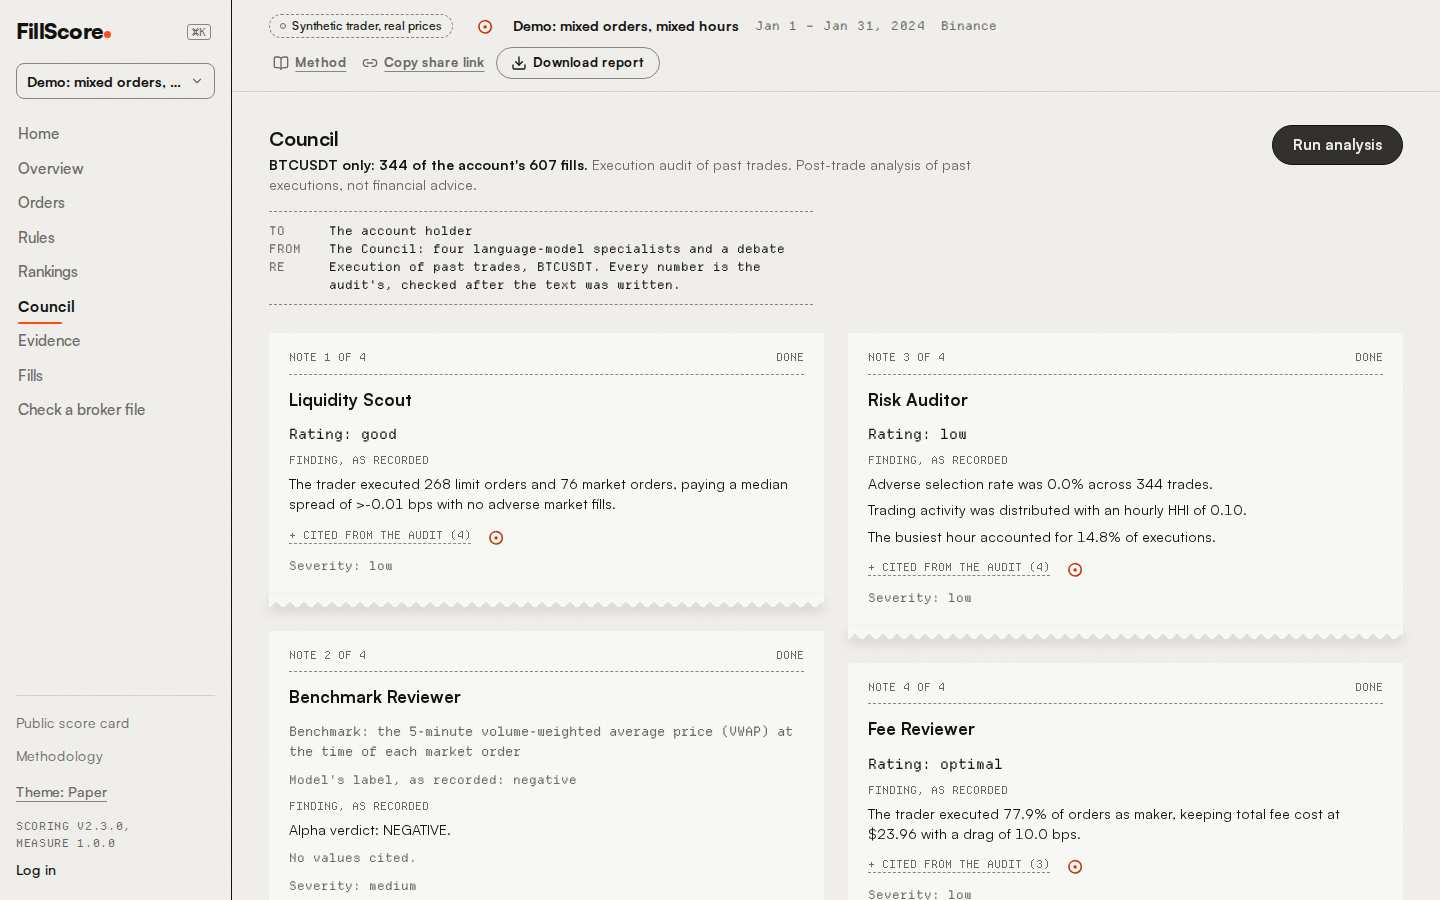 FillScore
⌘K
Demo: mixed orders, ...
Home
Overview
Orders
Rules
Rankings
Council
Evidence
Fills
Check a broker file
Public score card
Methodology
Theme: Paper
SCORING V2.3.0,
MEASURE 1.0.0
Log in
Synthetic trader, real prices
Demo: mixed orders, mixed hours
Jan 1 – Jan 31, 2024
Binance
Method
Copy share link
Download report
Council
BTCUSDT only: 344 of the account's 607 fills. Execution audit of past trades. Post-trade analysis of past
executions, not financial advice.
Run analysis
TO The account holder
FROM The Council: four language-model specialists and a debate
RE Execution of past trades, BTCUSDT. Every number is the
audit's, checked after the text was written.
NOTE 1 OF 4 DONE
Liquidity Scout
Rating: good
FINDING, AS RECORDED
The trader executed 268 limit orders and 76 market orders, paying a median
spread of >-0.01 bps with no adverse market fills.
+ CITED FROM THE AUDIT (4)
Severity: low
NOTE 2 OF 4 DONE
Benchmark Reviewer
Benchmark: the 5-minute volume-weighted average price (VWAP) at
the time of each market order
Model's label, as recorded: negative
FINDING, AS RECORDED
Alpha verdict: NEGATIVE.
No values cited.
Severity: medium
NOTE 3 OF 4 DONE
Risk Auditor
Rating: low
FINDING, AS RECORDED
Adverse selection rate was 0.0% across 344 trades.
Trading activity was distributed with an hourly HHI of 0.10.
The busiest hour accounted for 14.8% of executions.
+ CITED FROM THE AUDIT (4)
Severity: low
NOTE 4 OF 4 DONE
Fee Reviewer
Rating: optimal
FINDING, AS RECORDED
The trader executed 77.9% of orders as maker, keeping total fee cost at
$23.96 with a drag of 10.0 bps.
+ CITED FROM THE AUDIT (3)
Severity: low